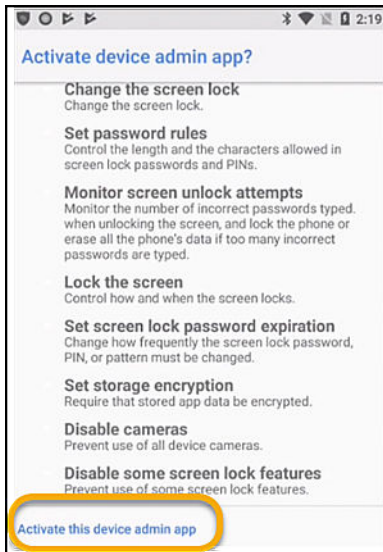 2:19
Activate device admin app?
Change the screen lock
Change the screen lock.
Set password rules
Control the length and the characters allowed in
screen lock passwords and PINs.
Monitor screen unlock attempts
Monitor the number of incorrect passwords typed.
when unlocking the screen, and lock the phone or
erase all the phone's data if too many incorrect
passwords are typed.
Lock the screen
Control how and when the screen locks.
Set screen lock password expiration
Change how frequently the screen lock password,
PIN, or pattern must be changed.
Set storage encryption
Require that stored app data be encrypted.
Disable cameras
Prevent use of all device cameras.
Disable some screen lock features
Prevent use of some screen lock features.
Activate this device admin app